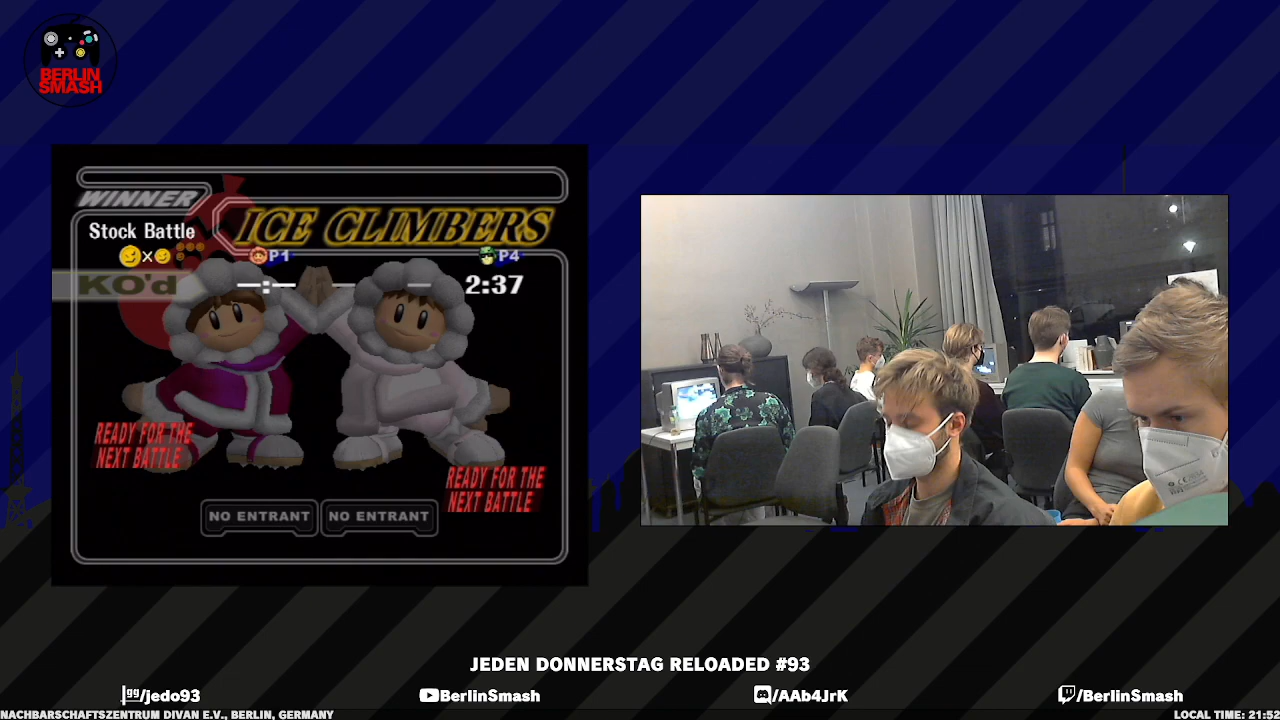 BERLIN
SMASH
WINNER
ICE CLIMBERS
Stock Battle
P1
P4
KO'd
2:37
READY FOR THE
NEXT BATTLE
READY FOR THE
NEXT BATTLE
NO ENTRANT
NO ENTRANT
JEDEN DONNERSTAG RELOADED #93
gg/jedo93
BerlinSmash
/AAb4JrK
/BerlinSmash
NACHBARSCHAFTSZENTRUM DIVAN E.V., BERLIN, GERMANY
LOCAL TIME: 21:52